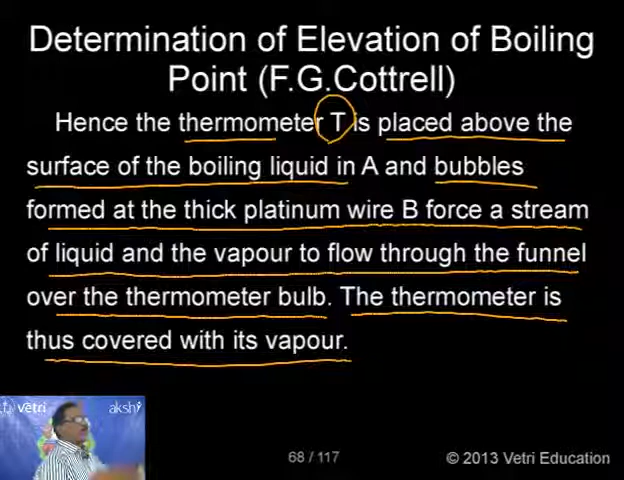 Determination of Elevation of Boiling
Point (F.G.Cottrell)
Hence the thermometer T is placed above the
surface of the boiling liquid in A and bubbles
formed at the thick platinum wire B force a stream
of liquid and the vapour to flow through the funnel
over the thermometer bulb. The thermometer is
thus covered with its vapour.
vetri
akshy
68 / 117
© 2013 Vetri Education